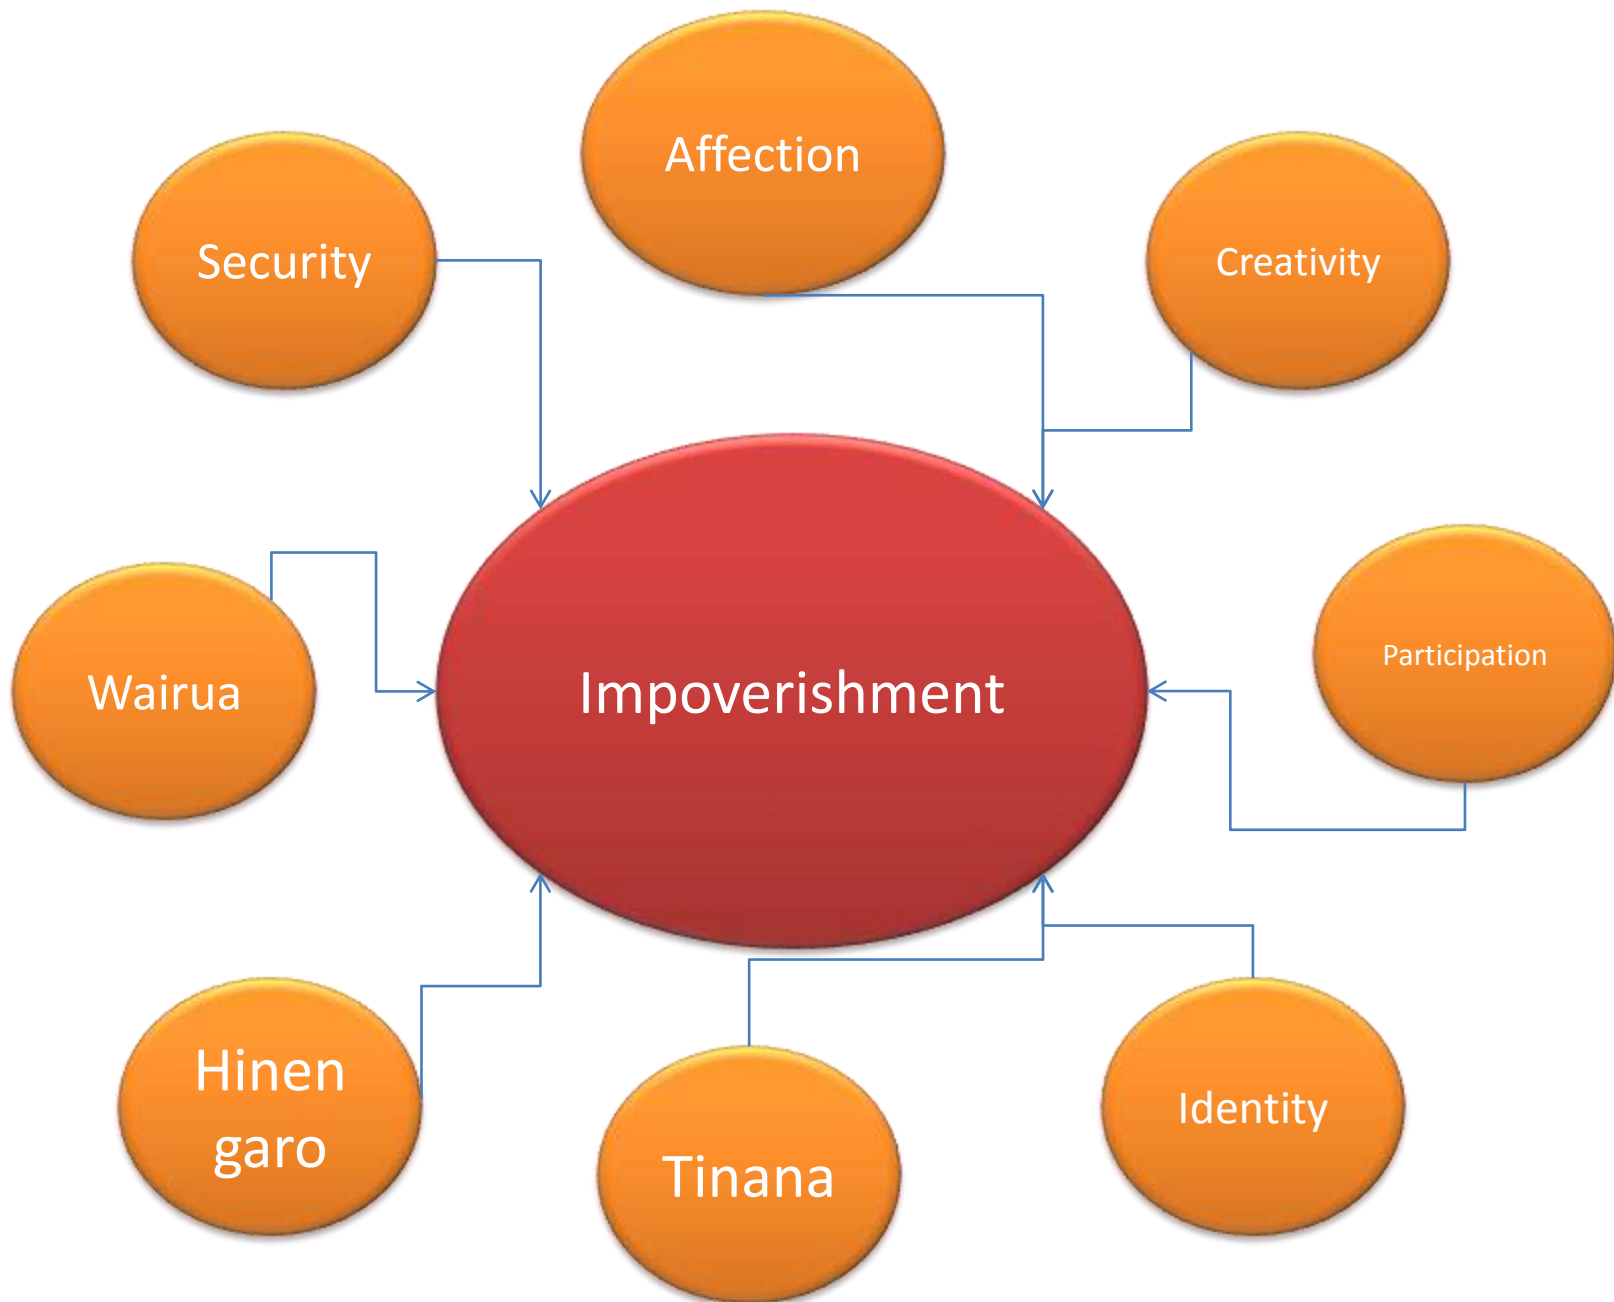 Affection
Security
Creativity
Participation
Impoverishment
Wairua
Hinen
garo
Tinana
Identity